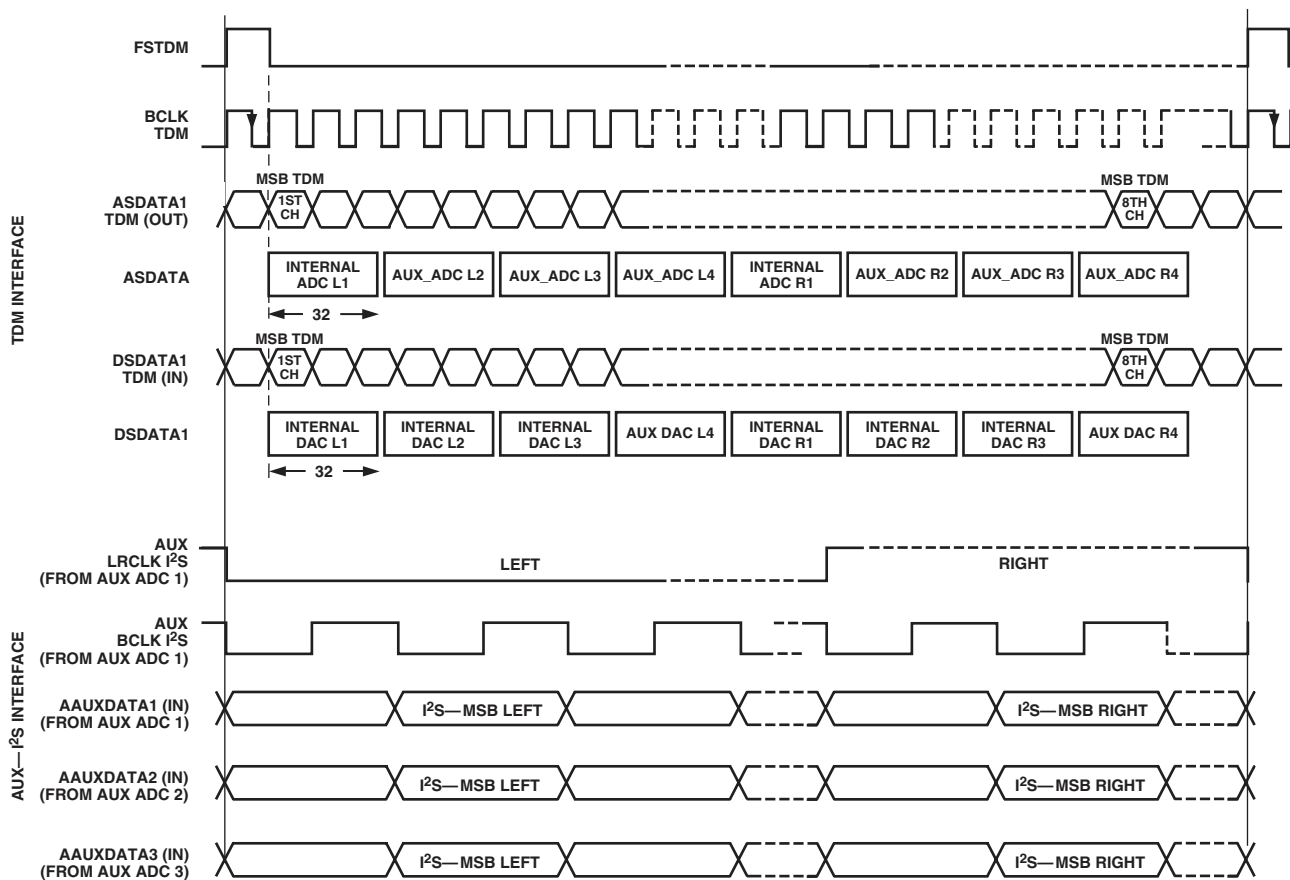 FSTDM
BCLK
TDM
MSB TDM
MSB TDM
ASDATA1
TDM (OUT)
1ST
CH
8TH
CH
ASDATA
INTERNAL
ADC L1
AUX_ADC L2
AUX_ADC L3
AUX_ADC L4
INTERNAL
ADC R1
AUX_ADC R2
AUX_ADC R3
AUX_ADC R4
32
MSB TDM
MSB TDM
DSDATA1
TDM (IN)
1ST
CH
8TH
CH
DSDATA1
INTERNAL
DAC L1
INTERNAL
DAC L2
INTERNAL
DAC L3
AUX DAC L4
INTERNAL
DAC R1
INTERNAL
DAC R2
INTERNAL
DAC R3
AUX DAC R4
32
TDM INTERFACE
AUX
LRCLK I²S
(FROM AUX ADC 1)
LEFT
RIGHT
AUX
BCLK I²S
(FROM AUX ADC 1)
AAUXDATA1 (IN)
(FROM AUX ADC 1)
I²S—MSB LEFT
I²S—MSB RIGHT
AAUXDATA2 (IN)
(FROM AUX ADC 2)
I²S—MSB LEFT
I²S—MSB RIGHT
AAUXDATA3 (IN)
(FROM AUX ADC 3)
I²S—MSB LEFT
I²S—MSB RIGHT
AUX—I²S INTERFACE